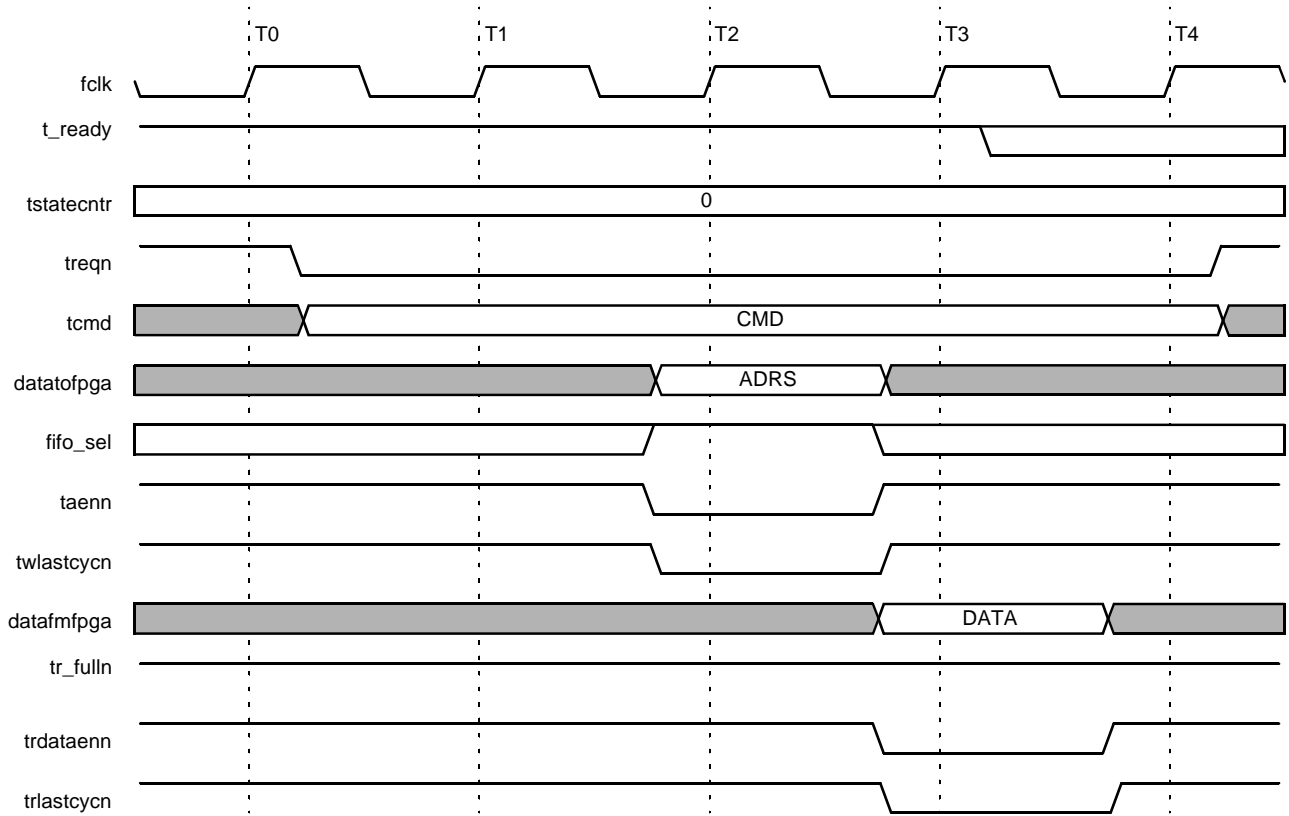 T0 T1 T2 T3 T4
fclk
t_ready
tstatecntr 0
treqn
tcmd CMD
datatofpga ADRS
fifo_sel
taenn
twlastcycn
datafmfpga DATA
tr_fulln
trdataenn
trlastcycn